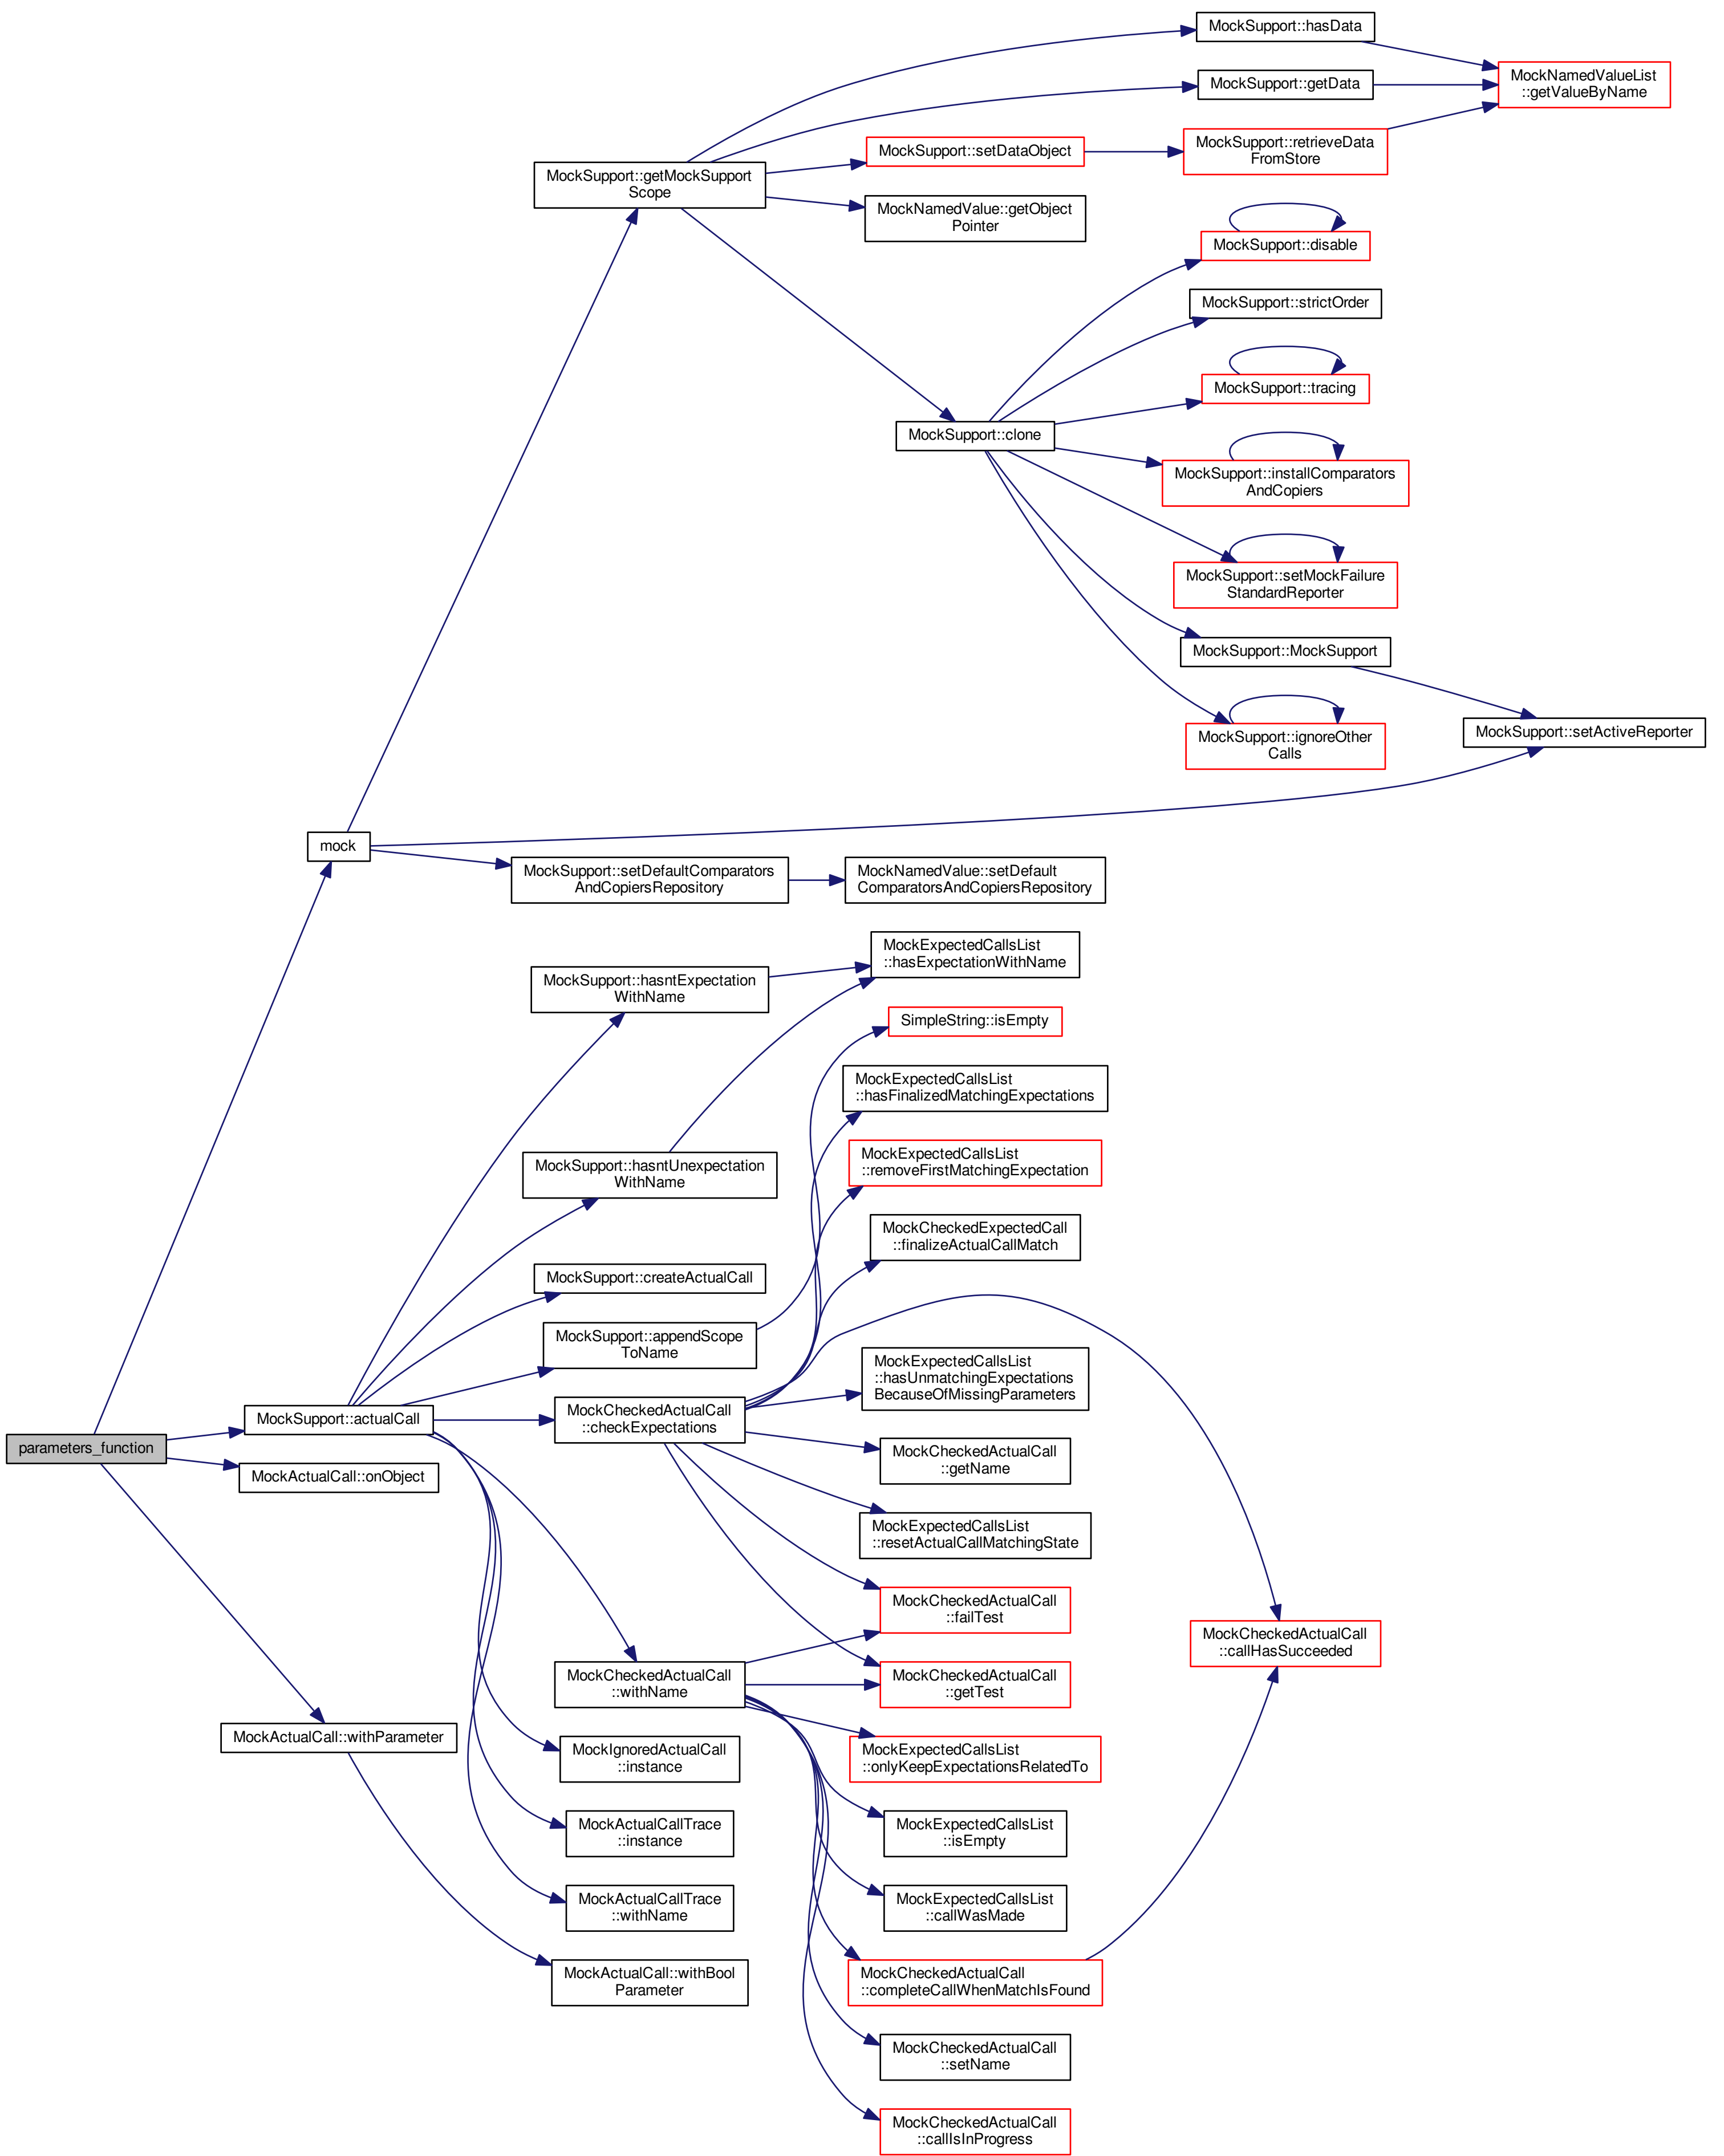 MockSupport::hasData
MockSupport::getData
MockNamedValueList
::getValueByName
MockSupport::setDataObject
MockSupport::retrieveData
FromStore
MockSupport::getMockSupport
Scope
MockNamedValue::getObject
Pointer
MockSupport::disable
MockSupport::strictOrder
MockSupport::tracing
MockSupport::clone
MockSupport::installComparators
AndCopiers
MockSupport::setMockFailure
StandardReporter
MockSupport::MockSupport
MockSupport::ignoreOther
Calls
MockSupport::setActiveReporter
mock
MockSupport::setDefaultComparators
AndCopiersRepository
MockNamedValue::setDefault
ComparatorsAndCopiersRepository
MockExpectedCallsList
::hasExpectationWithName
MockSupport::hasntExpectation
WithName
SimpleString::isEmpty
MockExpectedCallsList
::hasFinalizedMatchingExpectations
MockExpectedCallsList
::removeFirstMatchingExpectation
MockSupport::hasntUnexpectation
WithName
MockCheckedExpectedCall
::finalizeActualCallMatch
MockSupport::createActualCall
MockSupport::appendScope
ToName
MockExpectedCallsList
::hasUnmatchingExpectations
BecauseOfMissingParameters
MockSupport::actualCall
MockCheckedActualCall
::checkExpectations
parameters_function
MockCheckedActualCall
::getName
MockActualCall::onObject
MockExpectedCallsList
::resetActualCallMatchingState
MockCheckedActualCall
::failTest
MockCheckedActualCall
::callHasSucceeded
MockCheckedActualCall
::withName
MockCheckedActualCall
::getTest
MockActualCall::withParameter
MockIgnoredActualCall
::instance
MockExpectedCallsList
::onlyKeepExpectationsRelatedTo
MockActualCallTrace
::instance
MockExpectedCallsList
::isEmpty
MockActualCallTrace
::withName
MockExpectedCallsList
::callWasMade
MockActualCall::withBool
Parameter
MockCheckedActualCall
::completeCallWhenMatchIsFound
MockCheckedActualCall
::setName
MockCheckedActualCall
::callIsInProgress